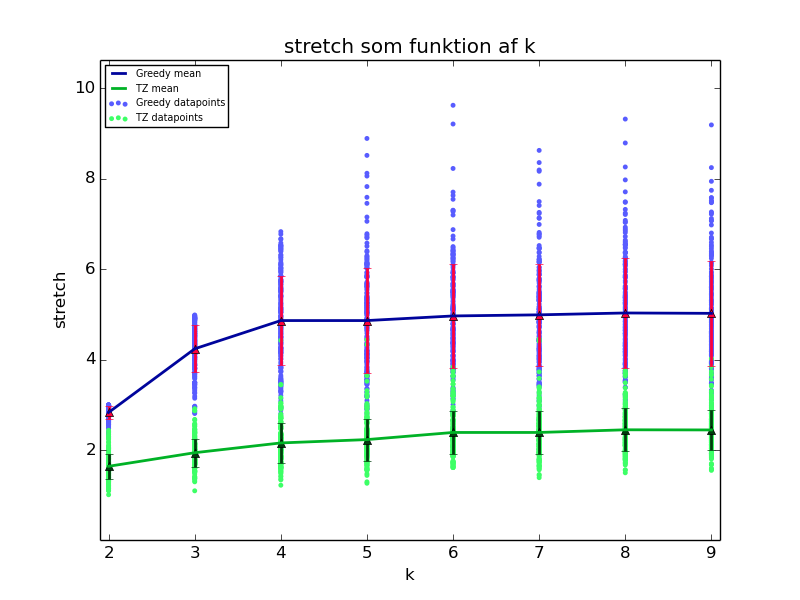 stretch som funktion af k
Greedy mean
TZ mean
Greedy datapoints
TZ datapoints
10
8
6
4
2
stretch
2 3 4 5 6 7 8 9
k